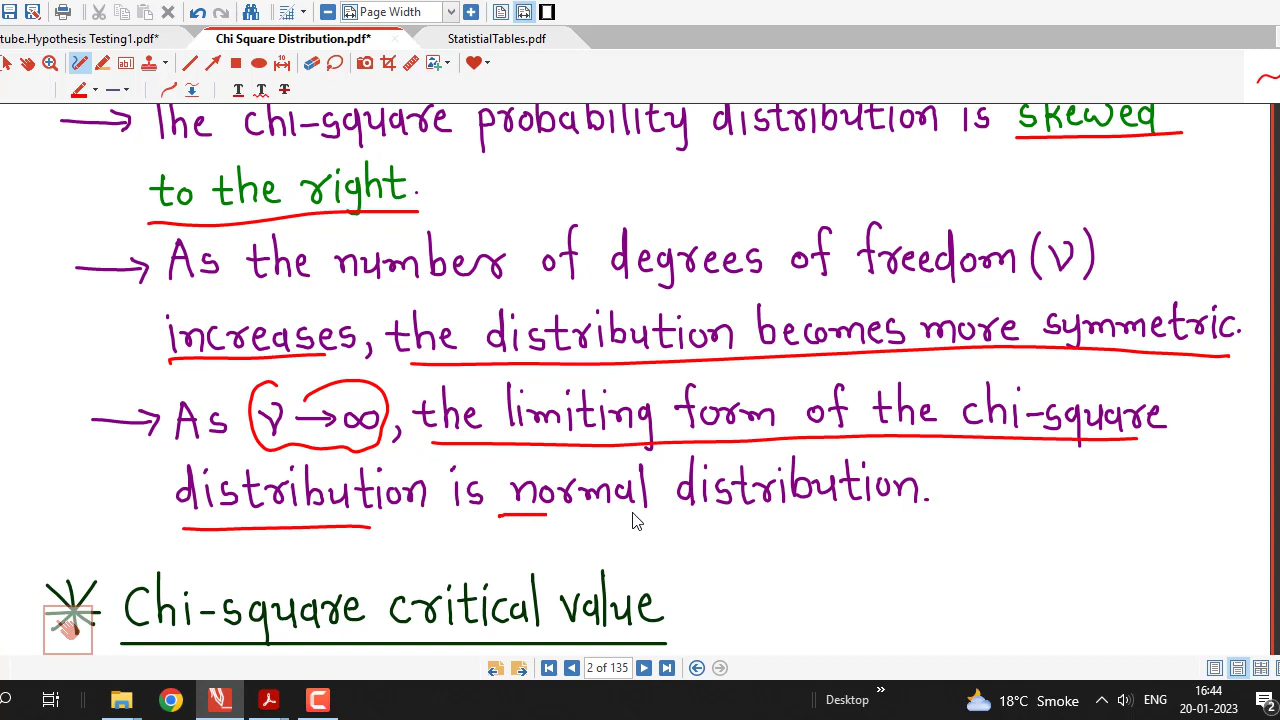 Page Width
tube.Hypothesis Testing1.pdf*
Chi Square Distribution.pdf*
StatistialTables.pdf
→ The chi-square probability distribution is skewed
to the right.
→ As the number of degrees of freedom (ν)
increases, the distribution becomes more symmetric.
→ As ν → ∞, the limiting form of the chi-square
distribution is normal distribution.
Chi-square critical value
2 of 135
Desktop
»
18°C Smoke
ENG
16:44
20-01-2023
2